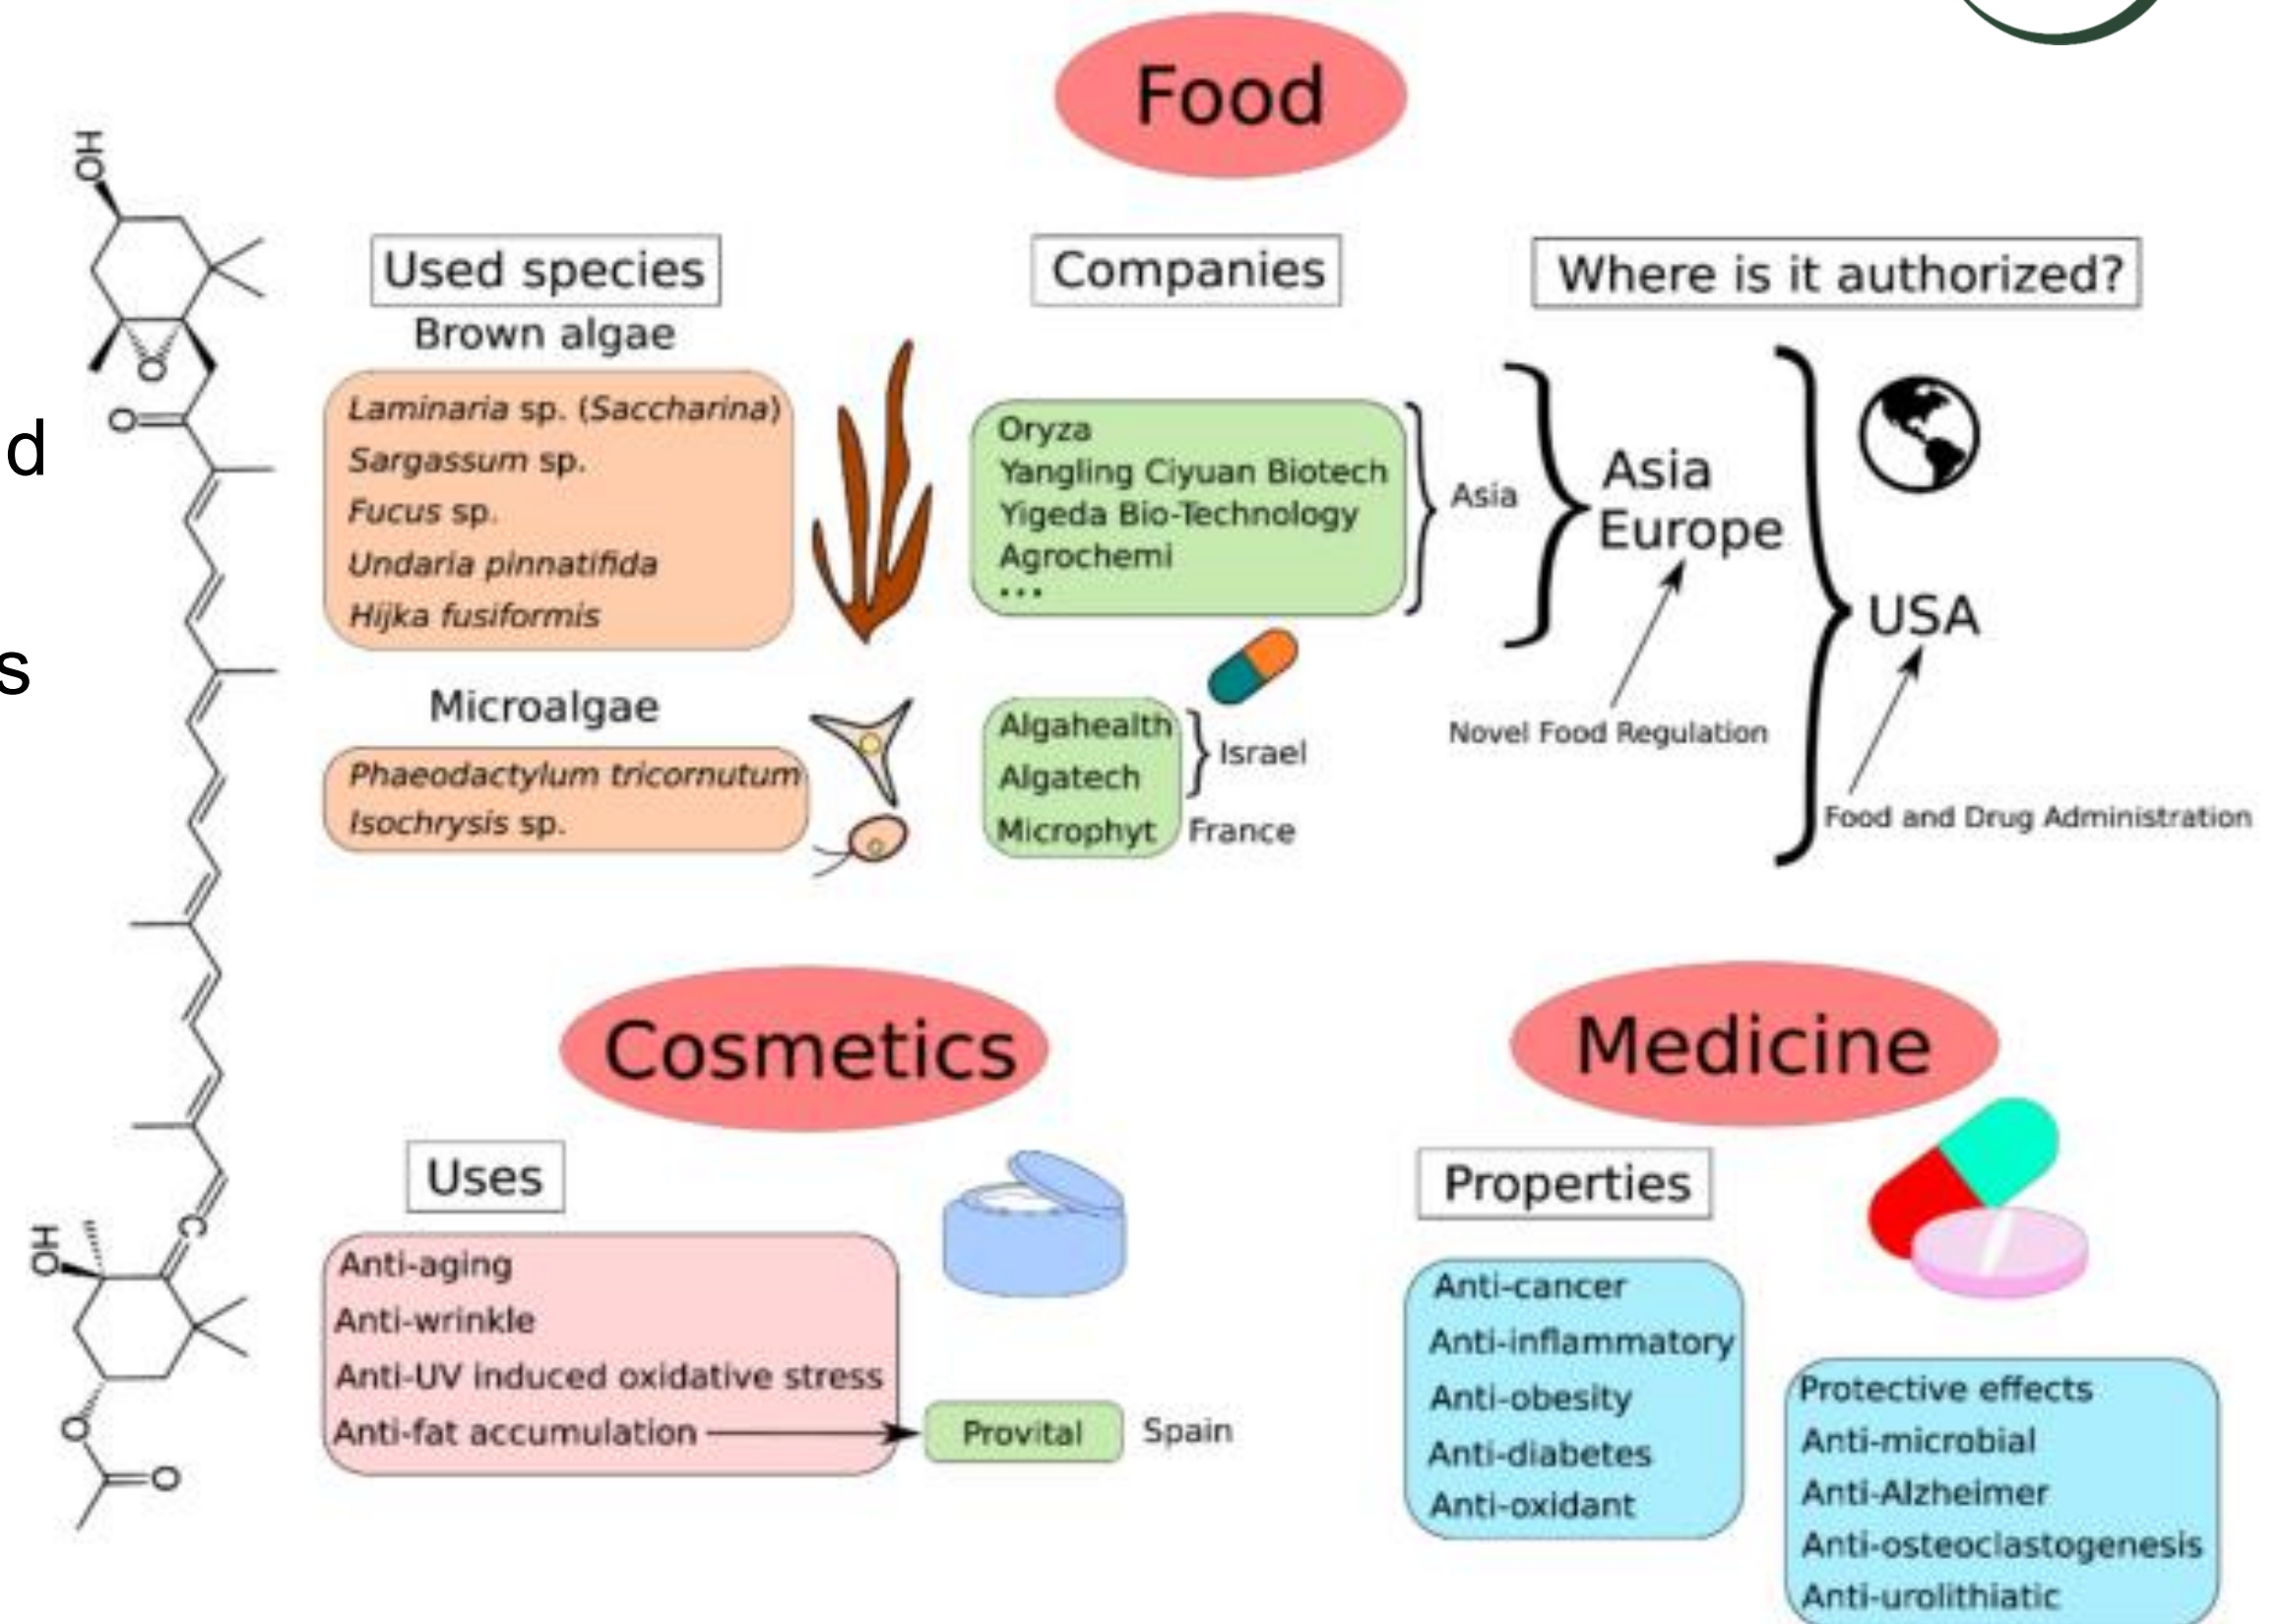 Food
Used species
Companies
Where is it authorized?
Brown algae
Laminaria sp. (Saccharina)
Sargassum sp.
Fucus sp.
Undaria pinnatifida
Hijka fusiformis
Oryza
Yangling Ciyuan Biotech
Yigeda Bio-Technology
Agrochemi
...
Asia
Asia
Europe
USA
Novel Food Regulation
Food and Drug Administration
Microalgae
Phaeodactylum tricornutum
Isochrysis sp.
Algahealth
Algatech
Israel
Microphyt France
Cosmetics
Uses
Anti-aging
Anti-wrinkle
Anti-UV induced oxidative stress
Anti-fat accumulation
Provital Spain
Medicine
Properties
Anti-cancer
Anti-inflammatory
Anti-obesity
Anti-diabetes
Anti-oxidant
Protective effects
Anti-microbial
Anti-Alzheimer
Anti-osteoclastogenesis
Anti-urolithiatic
HO
O
O
C
HO
O
O
d
s